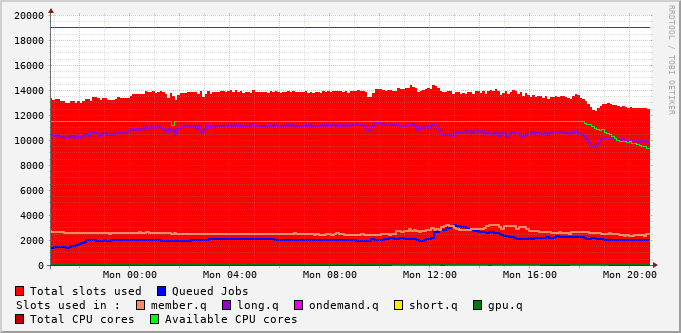 20000
18000
16000
14000
12000
10000
8000
6000
4000
2000
0
Mon 00:00 Mon 04:00 Mon 08:00 Mon 12:00 Mon 16:00 Mon 20:00
Total slots used Queued Jobs
Slots used in : member.q long.q ondemand.q short.q gpu.q
Total CPU cores Available CPU cores
RRDTOOL / TOBI OETIKER